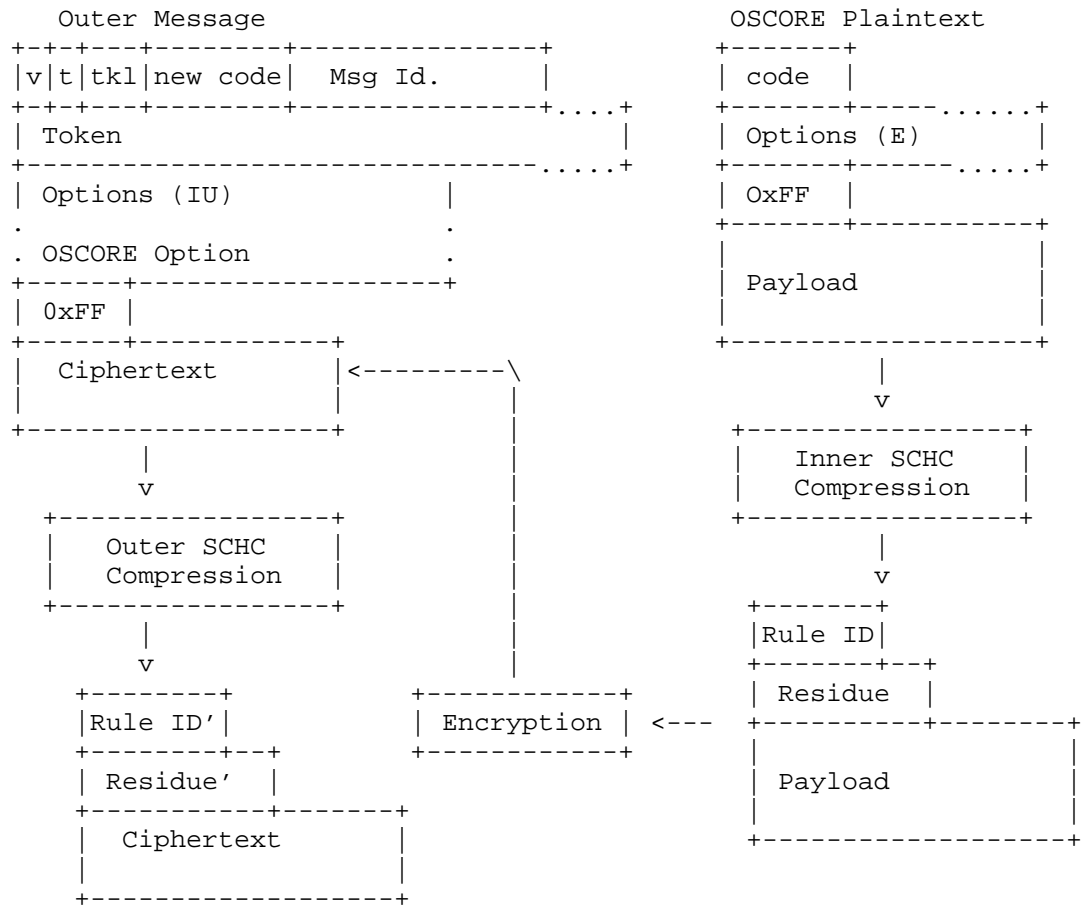 Outer Message
v t tkl new code Msg Id.
Token
Options (IU)
OSCORE Option
0xFF
Ciphertext
Outer SCHC
Compression
Rule ID'
Residue'
Ciphertext
OSCORE Plaintext
code
Options (E)
OxFF
Payload
Inner SCHC
Compression
Rule ID
Residue
Payload
Encryption